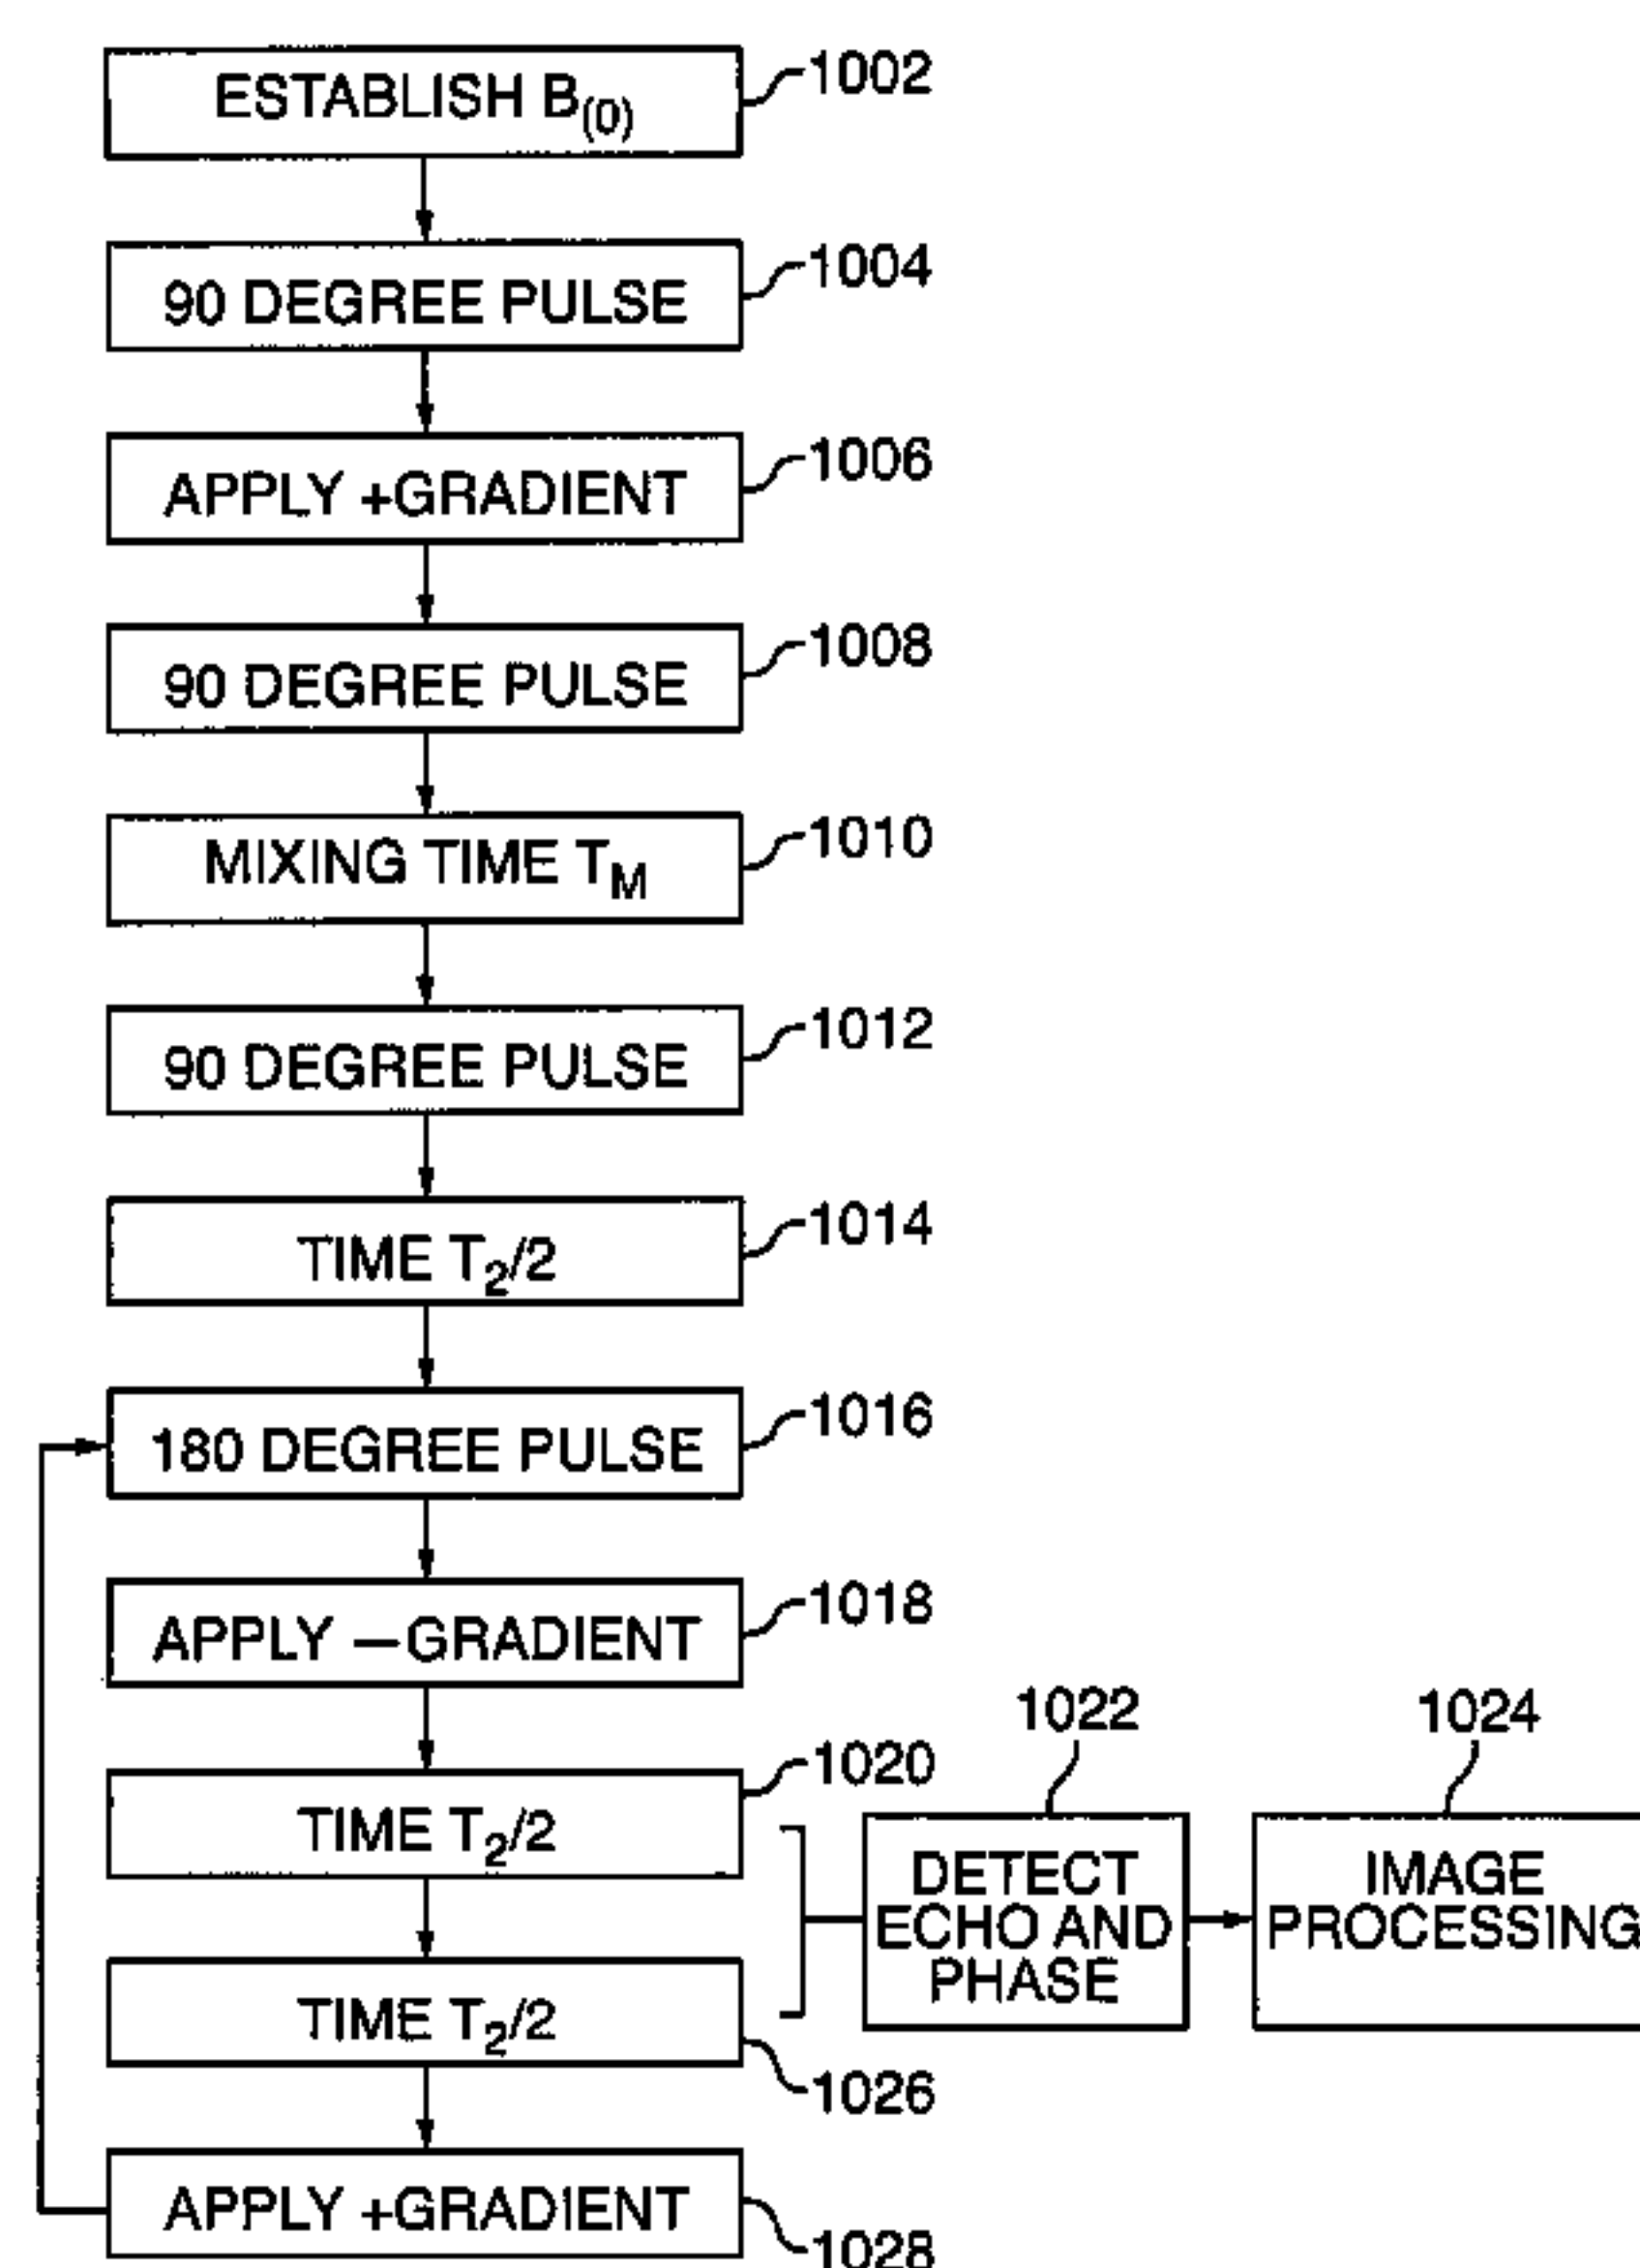 ESTABLISH B(0)
1002
90 DEGREE PULSE
1004
APPLY +GRADIENT
1006
90 DEGREE PULSE
1008
MIXING TIME TM
1010
90 DEGREE PULSE
1012
TIME T2/2
1014
180 DEGREE PULSE
1016
APPLY —GRADIENT
1018
TIME T2/2
1020
1022
DETECT
ECHO AND
PHASE
1024
IMAGE
PROCESSING
TIME T2/2
1026
APPLY +GRADIENT
1028